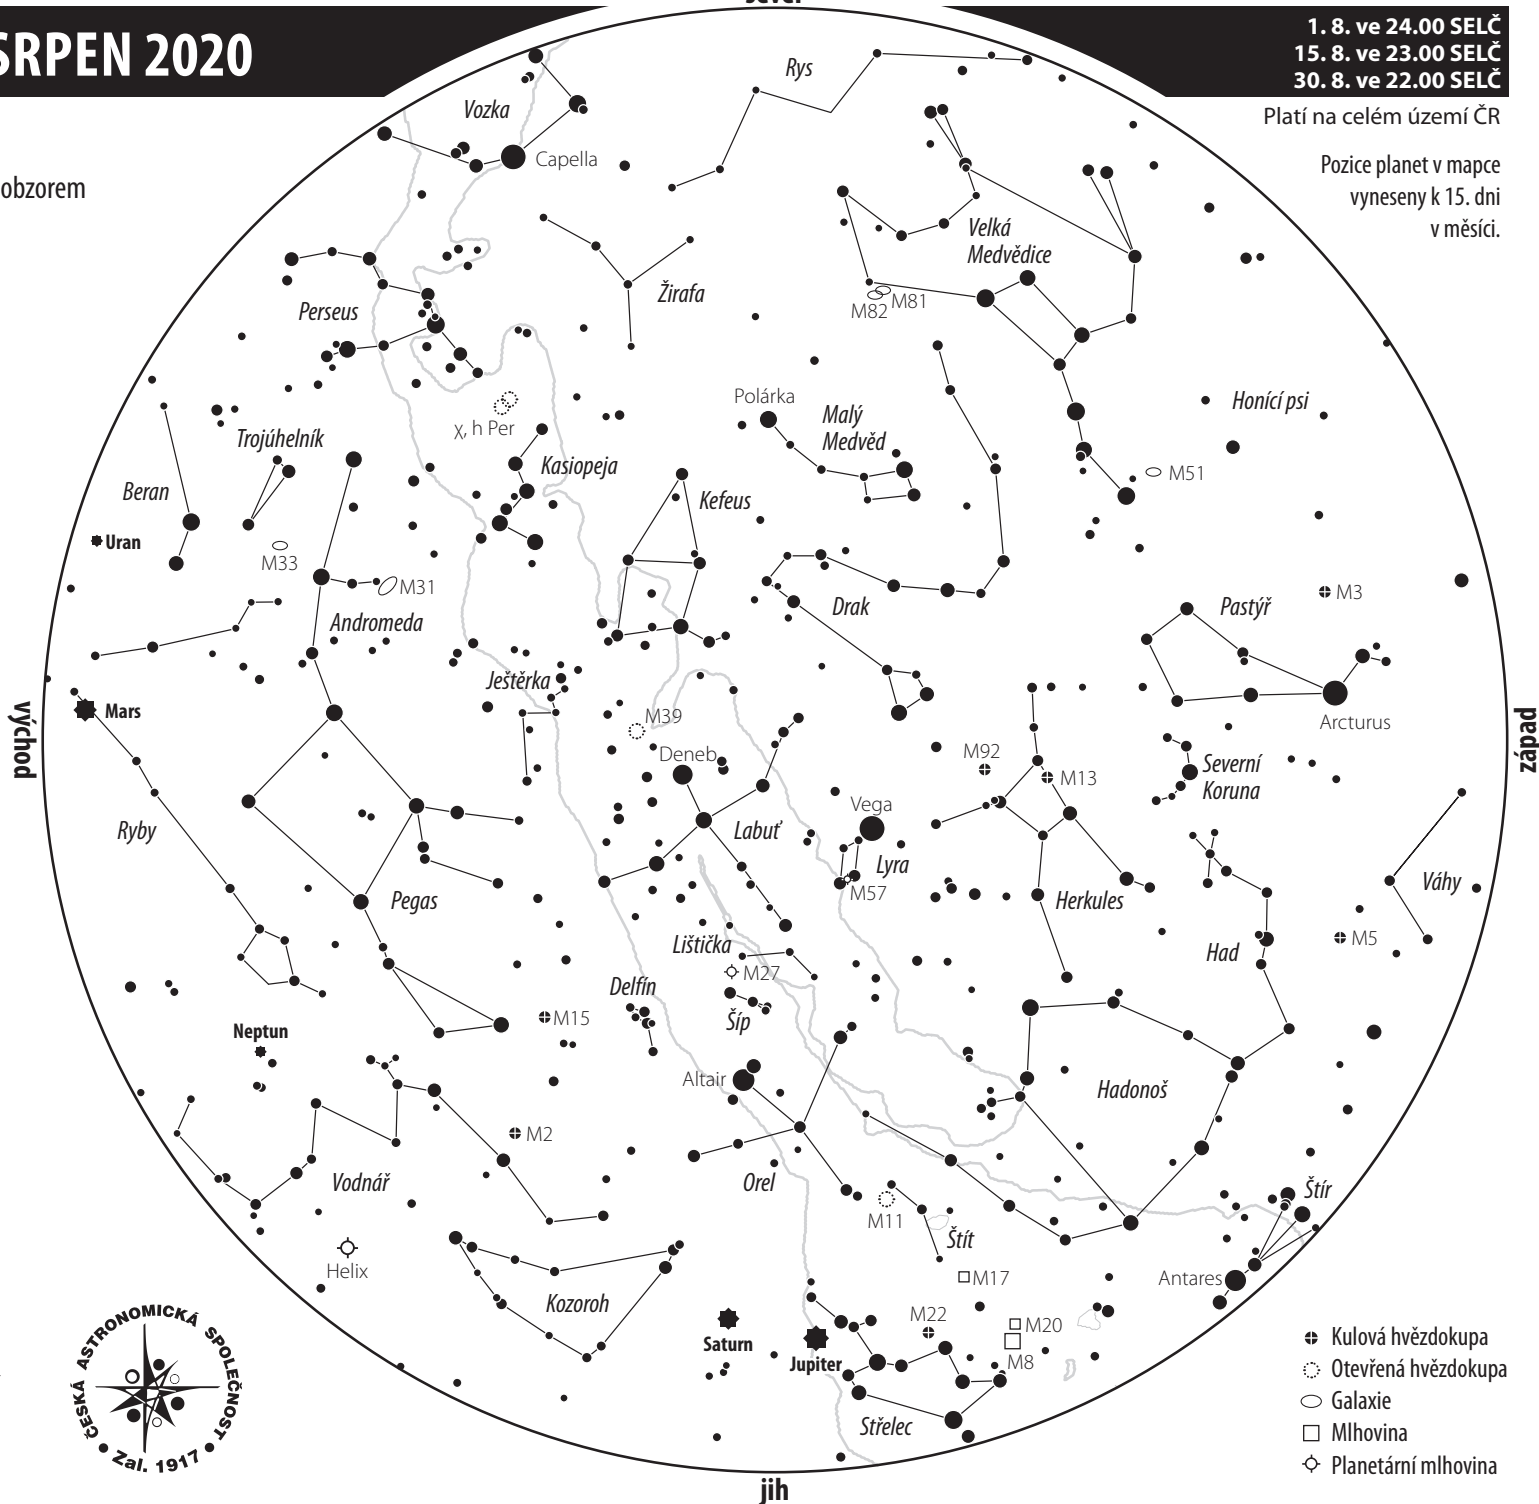 sever
SRPEN 2020
1. 8. ve 24.00 SELČ
15. 8. ve 23.00 SELČ
30. 8. ve 22.00 SELČ
Platí na celém území ČR
Pozice planet v mapce
vyneseny k 15. dni
v měsíci.
obzorem
Rys
Vozka
Capella
Velká
Medvědice
M82
M81
Žirafa
Perseus
Polárka
Malý
Medvěd
Honící psi
χ, h Per
Trojúhelník
Kasiopeja
M51
Beran
Kefeus
Uran
M33
M31
M3
Andromeda
Drak
Pastýř
Ještěrka
Mars
M39
Arcturus
východ
západ
Deneb
M92
M13
Severní
Koruna
Ryby
Labuť
Vega
Lyra
M57
Váhy
Pegas
Herkules
Lištička
M5
Had
M27
Delfín
Šíp
M15
Neptun
Altair
Hadonoš
M2
Vodnář
Orel
Štír
M11
Štít
Helix
M17
Antares
Kozoroh
M22
M20
Saturn
Jupiter
M8
Střelec
jih
ČESKÁ ASTRONOMICKÁ SPOLEČNOST
Zal. 1917
Kulová hvězdokupa
Otevřená hvězdokupa
Galaxie
Mlhovina
Planetární mlhovina